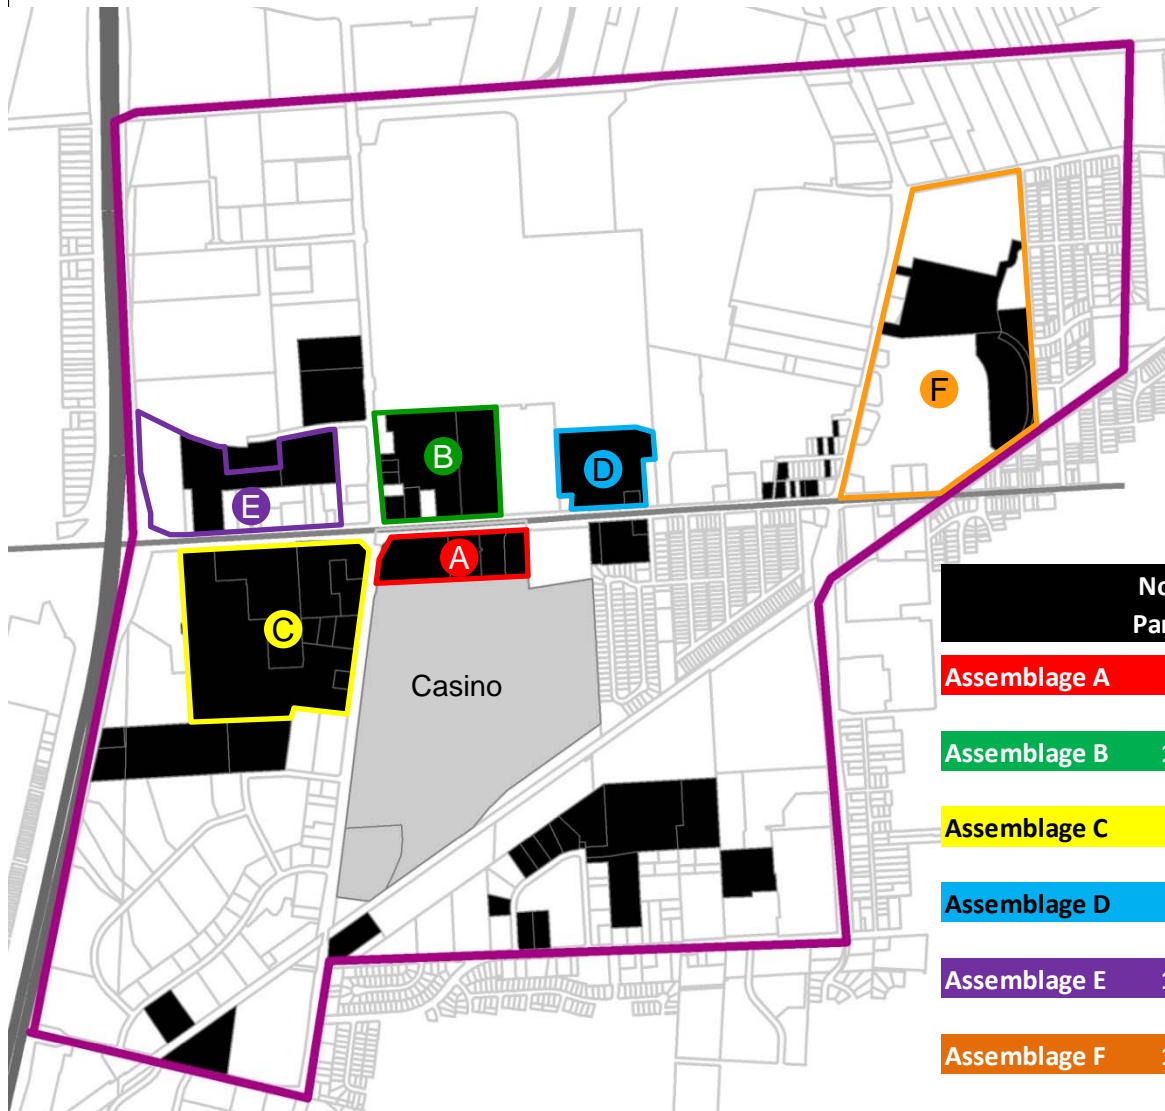 F
B
D
E
A
C
Casino
Assemblage A
Assemblage B
Assemblage C
Assemblage D
Assemblage E
Assemblage F